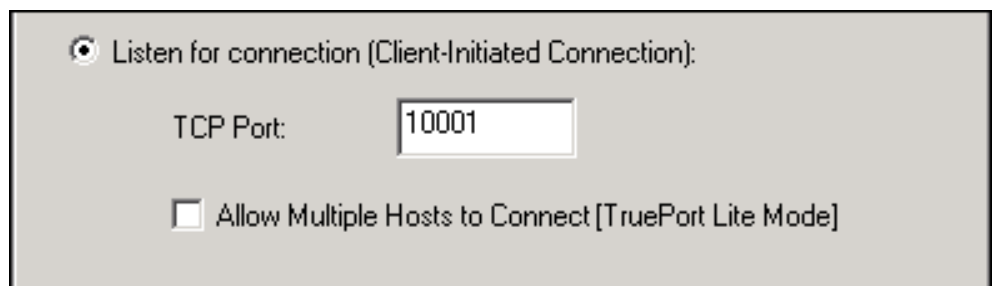 Listen for connection (Client-Initiated Connection):
TCP Port: 10001
Allow Multiple Hosts to Connect [TruePort Lite Mode]